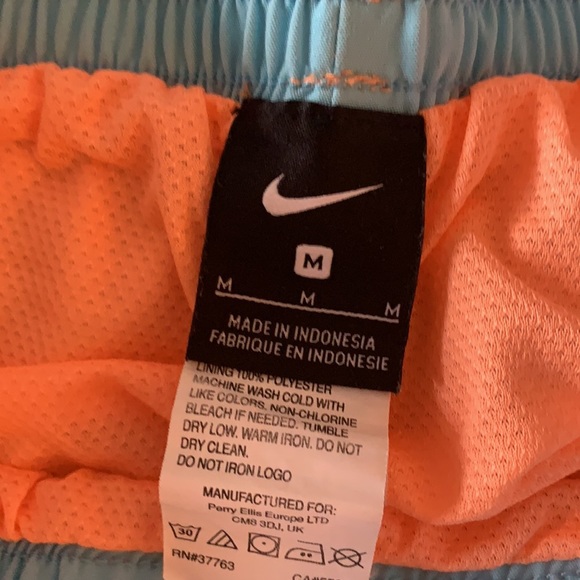 M
M M M
MADE IN INDONESIA
FABRIQUE EN INDONESIE
LINING 100% POLYESTER
MACHINE WASH COLD WITH
LIKE COLORS. NON-CHLORINE
BLEACH IF NEEDED. TUMBLE
DRY LOW. WARM IRON. DO NOT
DRY CLEAN.
DO NOT IRON LOGO
MANUFACTURED FOR:
Perry Ellis Europe LTD
CM8 3DJ, UK
30
RN#37763